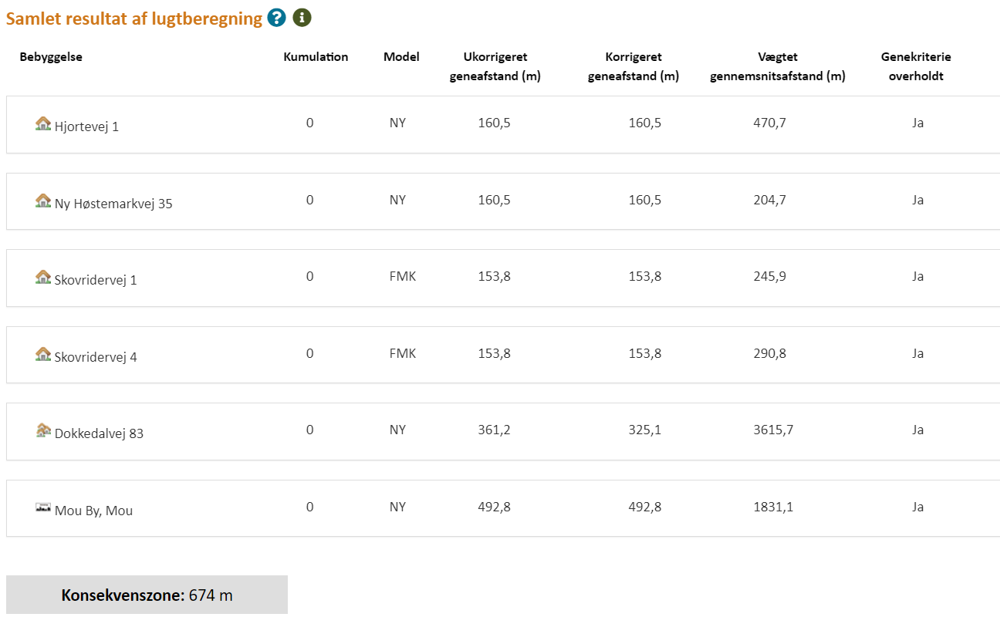 Samlet resultat af lugtberegning
Bebyggelse Kumulation Model Ukorrigeret geneafstand (m) Korrigeret geneafstand (m) Vægtet gennemsnitsafstand (m) Genekriterie overholdt
Hjortevej 1 0 NY 160,5 160,5 470,7 Ja
Ny Høstemarkvej 35 0 NY 160,5 160,5 204,7 Ja
Skovridervej 1 0 FMK 153,8 153,8 245,9 Ja
Skovridervej 4 0 FMK 153,8 153,8 290,8 Ja
Dokkedalvej 83 0 NY 361,2 325,1 3615,7 Ja
Mou By, Mou 0 NY 492,8 492,8 1831,1 Ja
Konsekvenszone: 674 m